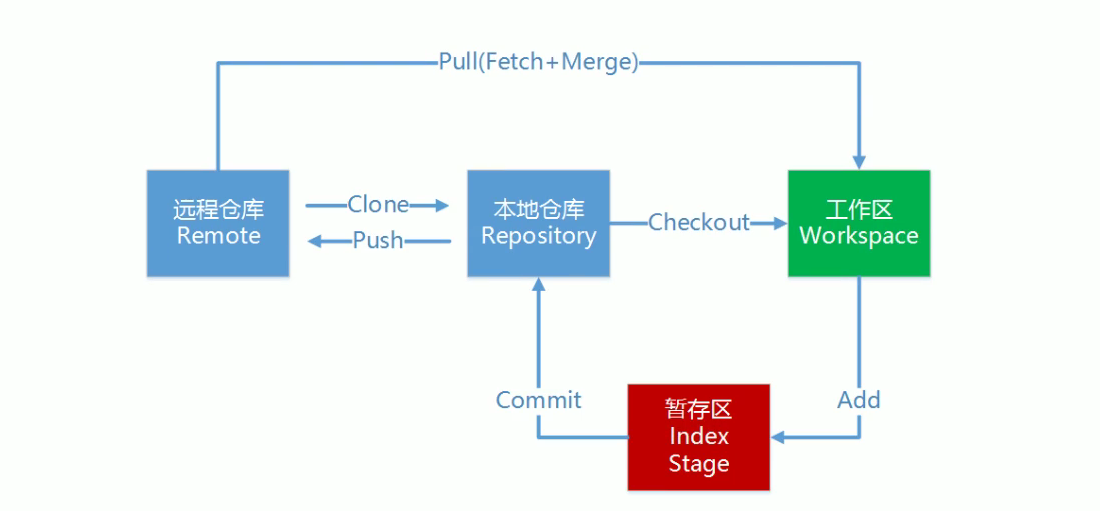 Pull(Fetch+Merge)
远程仓库
Remote
Clone
Push
本地仓库
Repository
Checkout
工作区
Workspace
Commit
暂存区
Index
Stage
Add